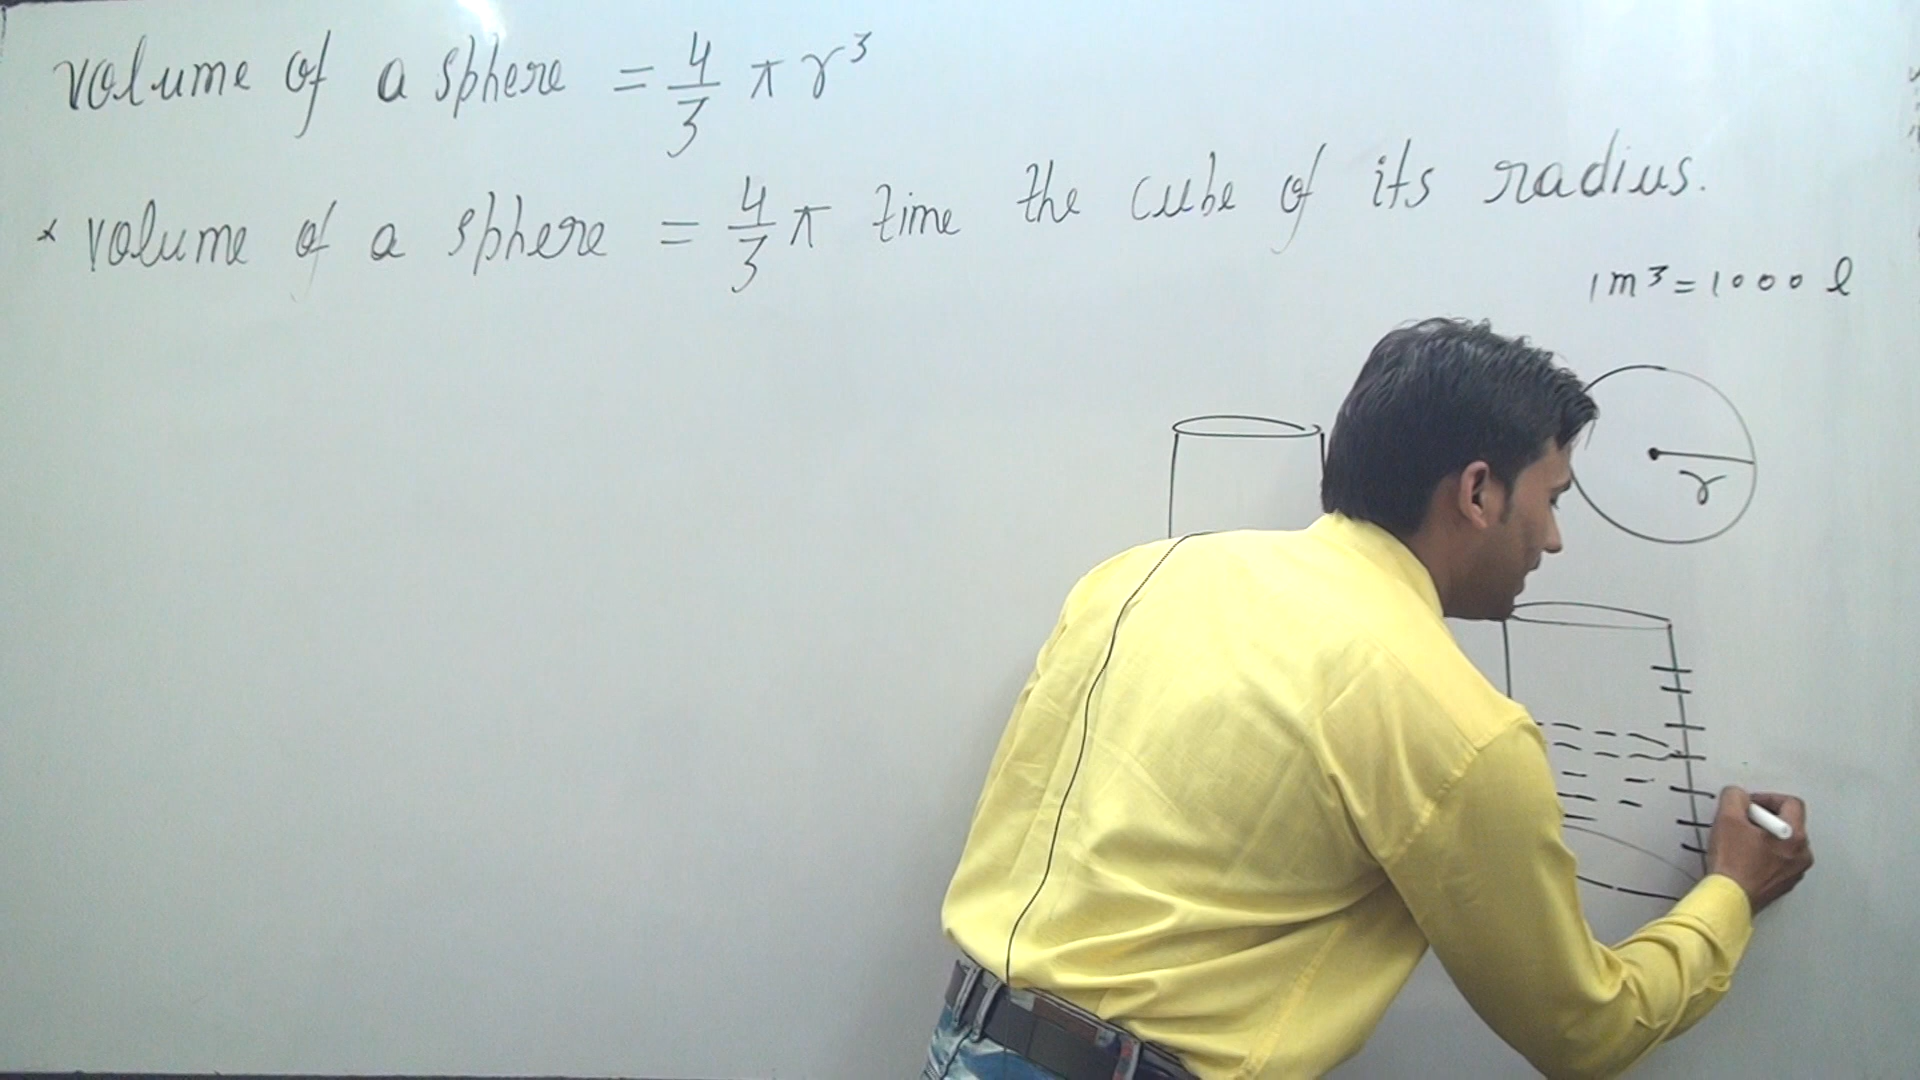 volume of a sphere = 4/3 π r³
* volume of a sphere = 4/3 π time the cube of its radius.
1 m³ = 1000 l
r